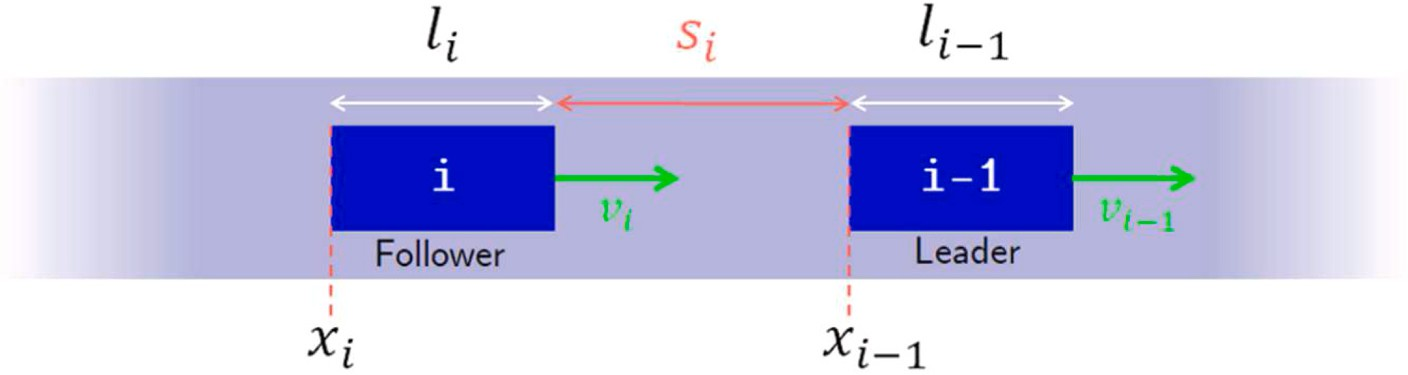 l_i s_i l_{i-1}
i i-1
v_i v_{i-1}
Follower Leader
x_i x_{i-1}